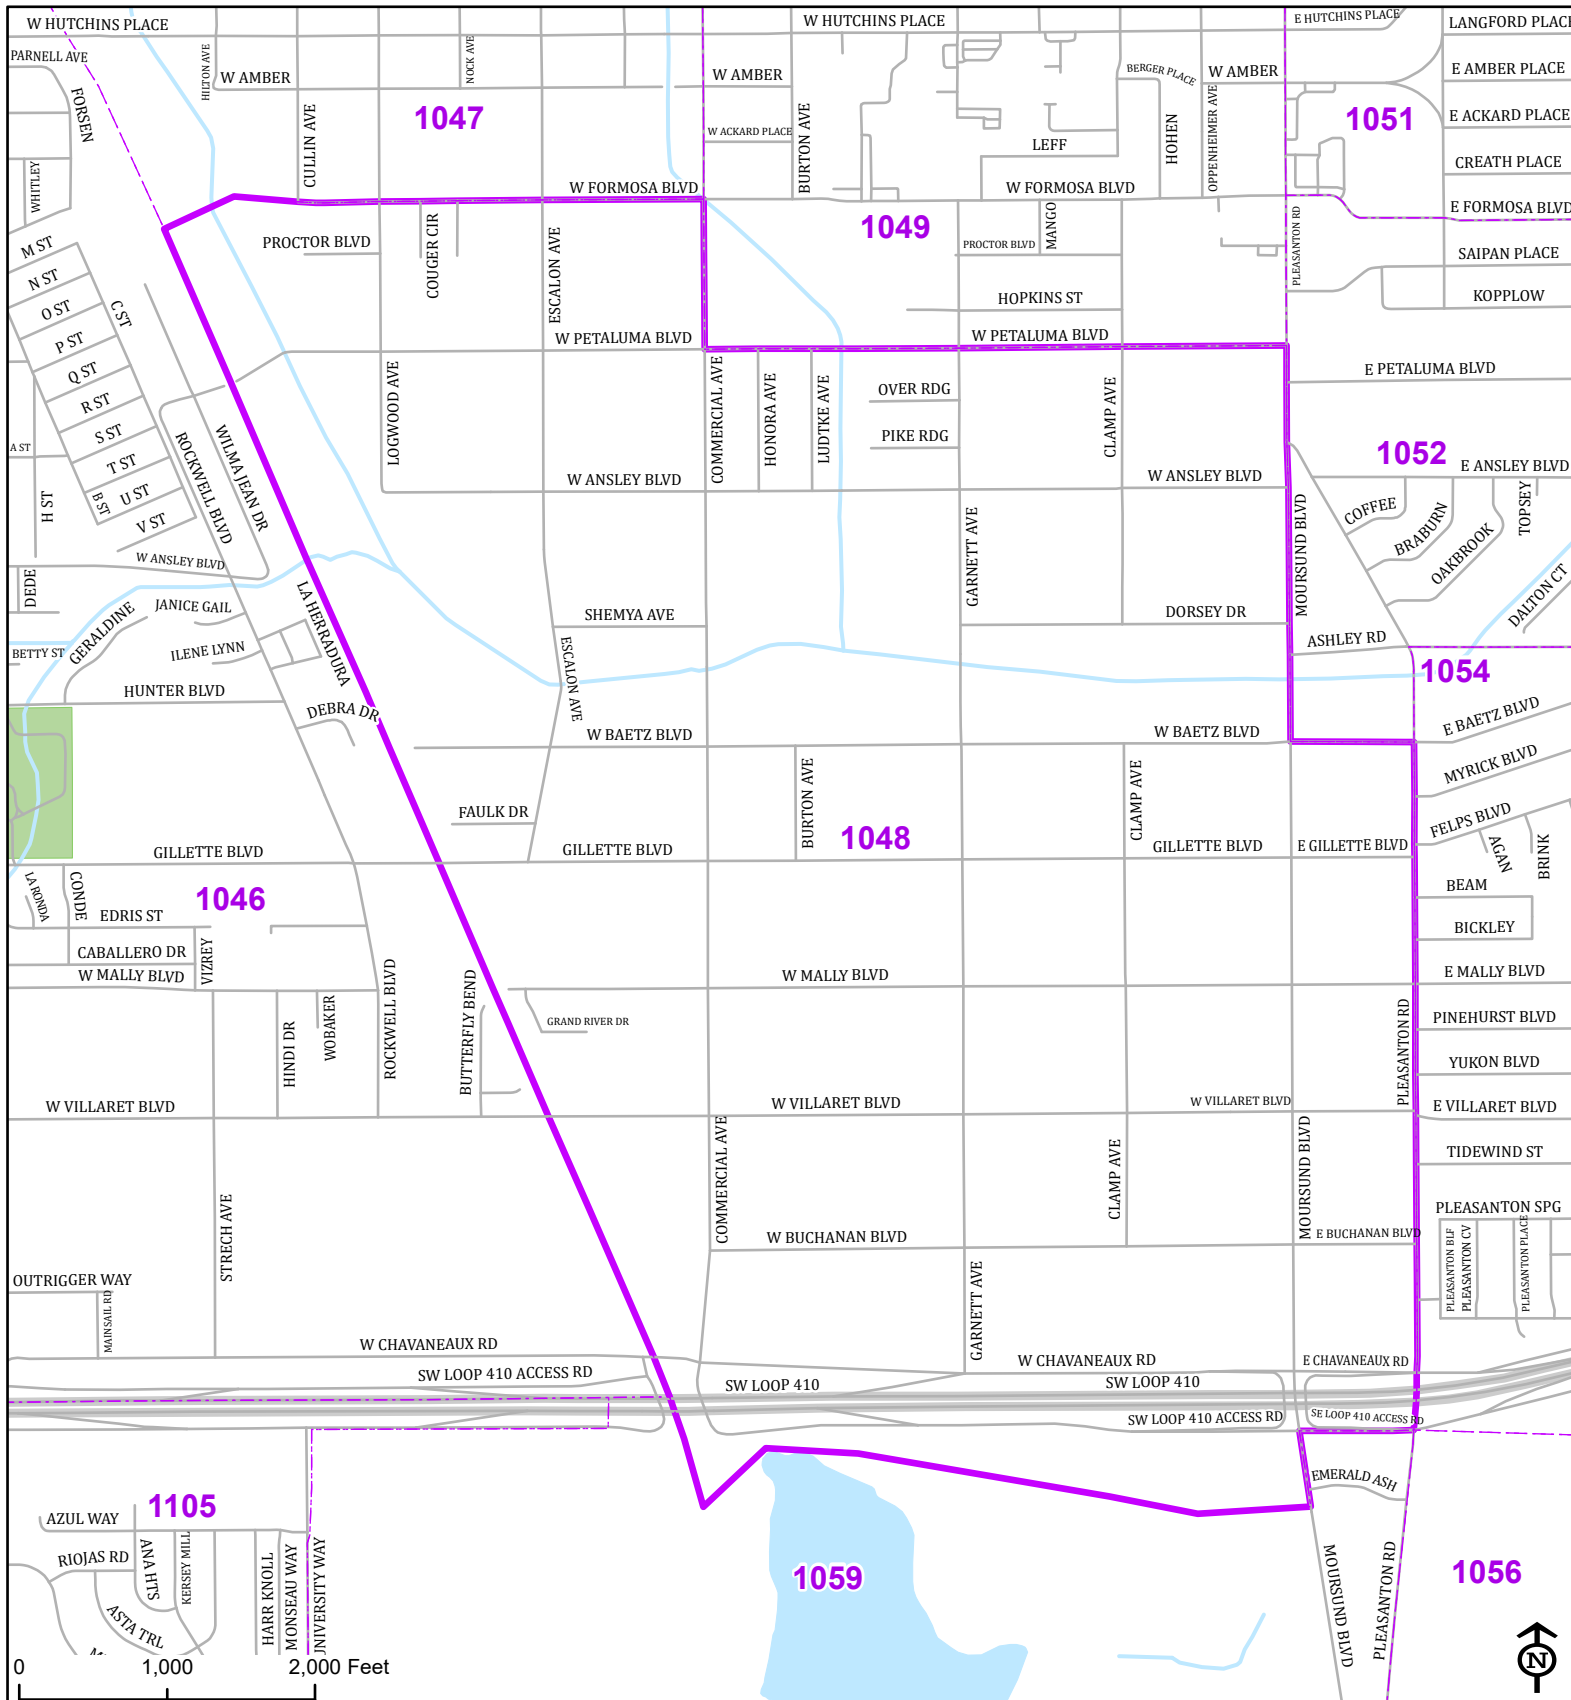 W HUTCHINS PLACE
W HUTCHINS PLACE
E HUTCHINS PLACE
LANGFORD PLACE
PARNELL AVE
HILTON AVE
W AMBER
NOCK AVE
W AMBER
BERGER PLACE
W AMBER
E AMBER PLACE
FORSEN
CULLIN AVE
1047
W ACKARD PLACE
BURTON AVE
LEFF
HOHEN
OPPENHEIMER AVE
1051
E ACKARD PLACE
CREATH PLACE
WHITLEY
W FORMOSA BLVD
W FORMOSA BLVD
E FORMOSA BLVD
M ST
N ST
O ST
P ST
Q ST
R ST
S ST
T ST
U ST
V ST
C ST
B ST
A ST
H ST
PROCTOR BLVD
COUGER CIR
ESCALON AVE
1049
PROCTOR BLVD
MANGO
PLEASANTON RD
SAIPAN PLACE
HOPKINS ST
KOPPLOW
W PETALUMA BLVD
W PETALUMA BLVD
E PETALUMA BLVD
LOGWOOD AVE
COMMERCIAL AVE
HONORA AVE
LUDTKE AVE
OVER RDG
PIKE RDG
CLAMP AVE
1052
W ANSLEY BLVD
W ANSLEY BLVD
E ANSLEY BLVD
ROCKWELL BLVD
WILMA JEAN DR
W ANSLEY BLVD
GARNETT AVE
MOURSUND BLVD
COFFEE
BRABURN
OAKBROOK
TOPSEY
DALTON CT
DEDE
GERALDINE
JANICE GAIL
ILENE LYNN
LA HERRADURA
SHEMYA AVE
DORSEY DR
ASHLEY RD
BETTY ST
HUNTER BLVD
DEBRA DR
ESCALON AVE
1054
W BAETZ BLVD
W BAETZ BLVD
E BAETZ BLVD
MYRICK BLVD
FAULK DR
BURTON AVE
1048
CLAMP AVE
FELPS BLVD
AGAN
BRINK
GILLETTE BLVD
GILLETTE BLVD
GILLETTE BLVD
E GILLETTE BLVD
LA RONDA
CONDE
1046
BEAM
EDRIS ST
BICKLEY
CABALLERO DR
VIZREY
W MALLY BLVD
W MALLY BLVD
E MALLY BLVD
HINDI DR
WOBAKER
ROCKWELL BLVD
BUTTERFLY BEND
GRAND RIVER DR
PLEASANTON RD
PINEHURST BLVD
YUKON BLVD
W VILLARET BLVD
W VILLARET BLVD
W VILLARET BLVD
E VILLARET BLVD
COMMERCIAL AVE
CLAMP AVE
MOURSUND BLVD
TIDEWIND ST
STRECH AVE
W BUCHANAN BLVD
E BUCHANAN BLVD
PLEASANTON SPG
PLEASANTON BLF
PLEASANTON CV
PLEASANTON PLACE
OUTRIGGER WAY
MAINSAIL RD
GARNETT AVE
W CHAVANEAUX RD
W CHAVANEAUX RD
E CHAVANEAUX RD
SW LOOP 410 ACCESS RD
SW LOOP 410
SW LOOP 410
SW LOOP 410 ACCESS RD
SE LOOP 410 ACCESS RD
EMERALD ASH
1105
AZUL WAY
RIOJAS RD
ANA HTS
KERSEY MILL
ASTA TRL
HARR KNOLL
MONSEAU WAY
NIVERSITY WAY
1059
MOURSUND BLVD
PLEASANTON RD
1056
0 1,000 2,000 Feet
N